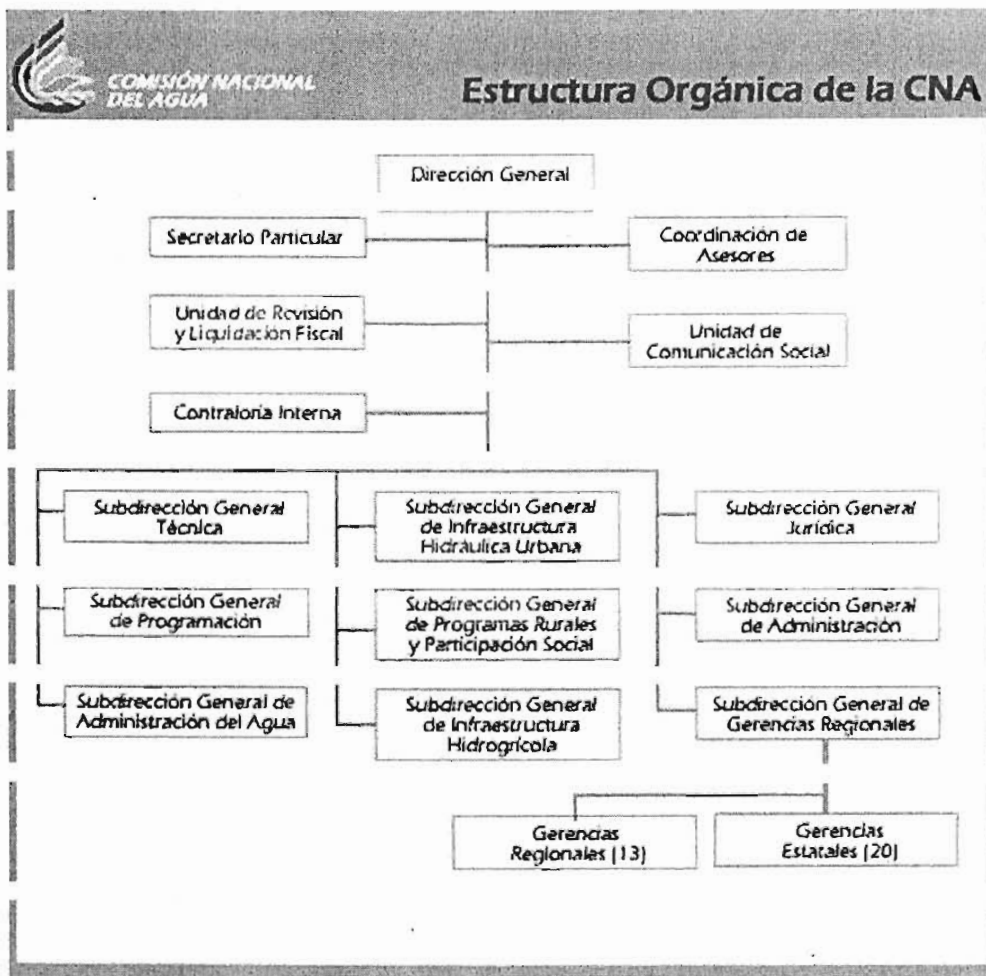 COMISIÓN NACIONAL
DEL AGUA
Estructura Orgánica de la CNA
Dirección General
Secretario Particular
Coordinación de
Asesores
Unidad de Revisión
y Liquidación Fiscal
Unidad de
Comunicación Social
Contraloría Interna
Subdirección General
Técnica
Subdirección General
de Infraestructura
Hidráulica Urbana
Subdirección General
Jurídica
Subdirección General
de Programación
Subdirección General
de Programas Rurales
y Participación Social
Subdirección General
de Administración
Subdirección General de
Administración del Agua
Subdirección General
de Infraestructura
Hidrogrícola
Subdirección General de
Gerencias Regionales
Gerencias
Regionales (13)
Gerencias
Estatales (20)